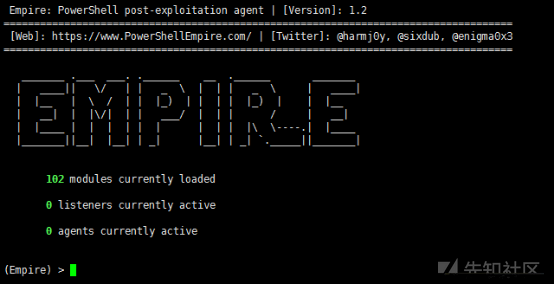 Empire: PowerShell post-exploitation agent | [Version]: 1.2
[Web]: https://www.PowerShellEmpire.com/ | [Twitter]: @harmj0y, @sixdub, @enigma0x3
EMPIRE
102 modules currently loaded
0 listeners currently active
0 agents currently active
(Empire) >
先知社区